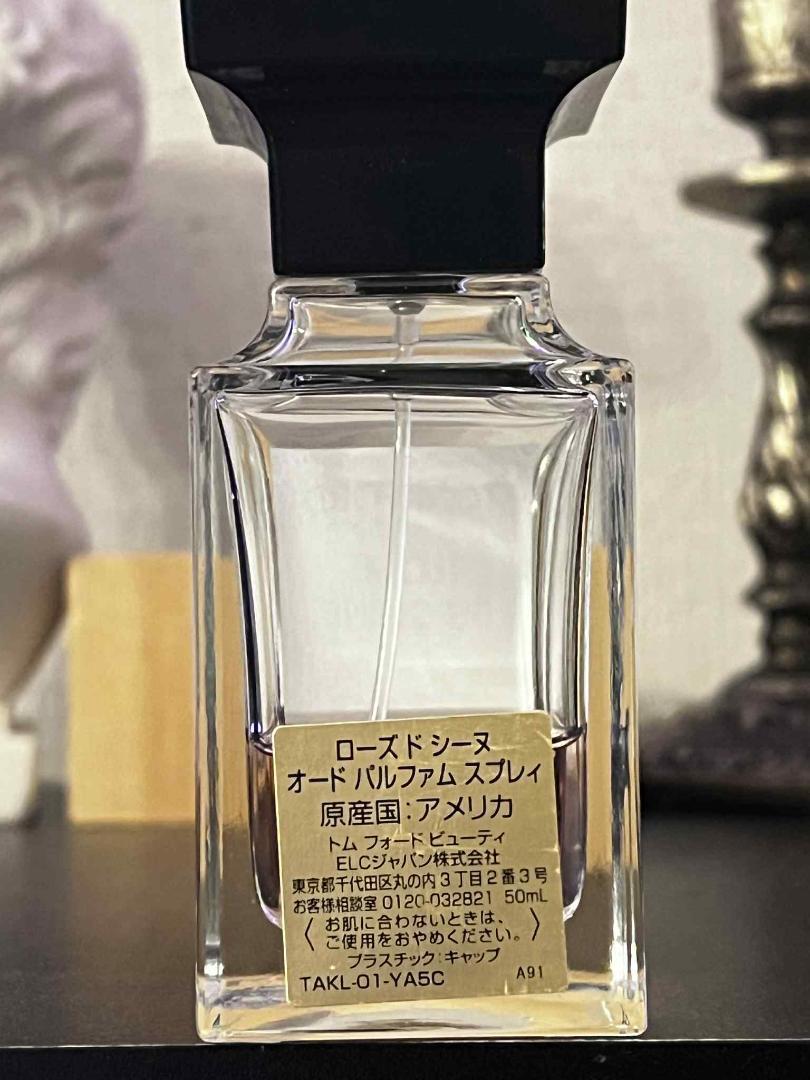 ローズ ド シーヌ
オード パルファム スプレィ
原産国：アメリカ
トム フォード ビューティ
ELCジャパン株式会社
東京都千代田区丸の内3丁目2番3号
お客様相談室 0120-032821 50mL
〈お肌に合わないときは、
ご使用をおやめください。〉
プラスチック：キャップ
TAKL-01-YA5C A91